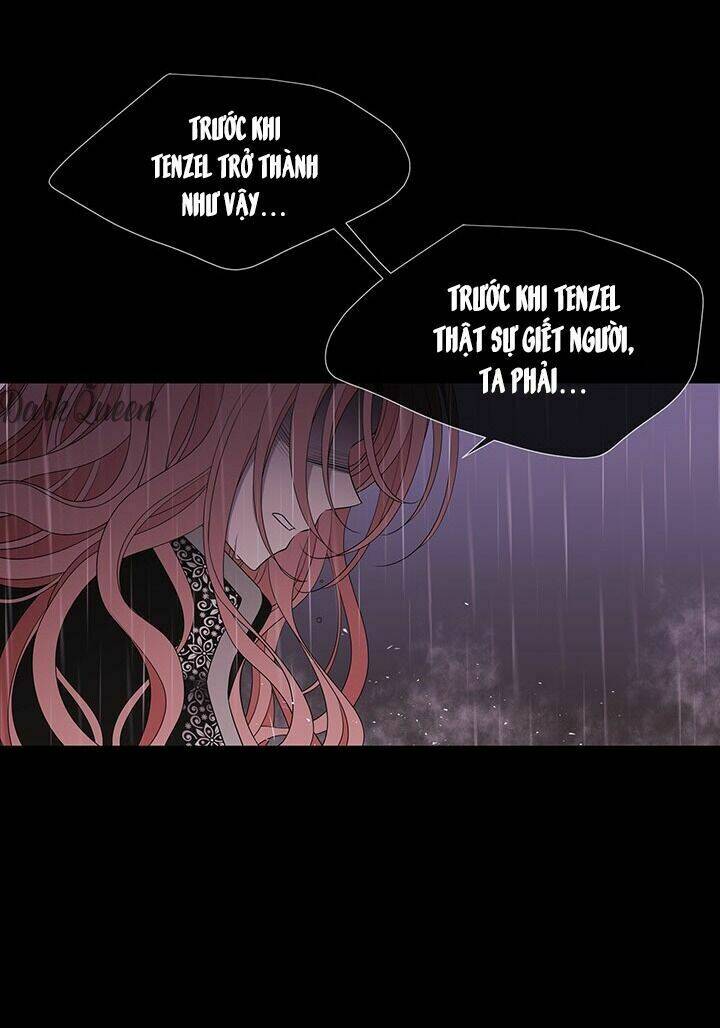 TRƯỚC KHI
TENZEL TRỞ THÀNH
NHƯ VẬY...
TRƯỚC KHI TENZEL
THẬT SỰ GIẾT NGƯỜI,
TA PHẢI...
DarkQueen